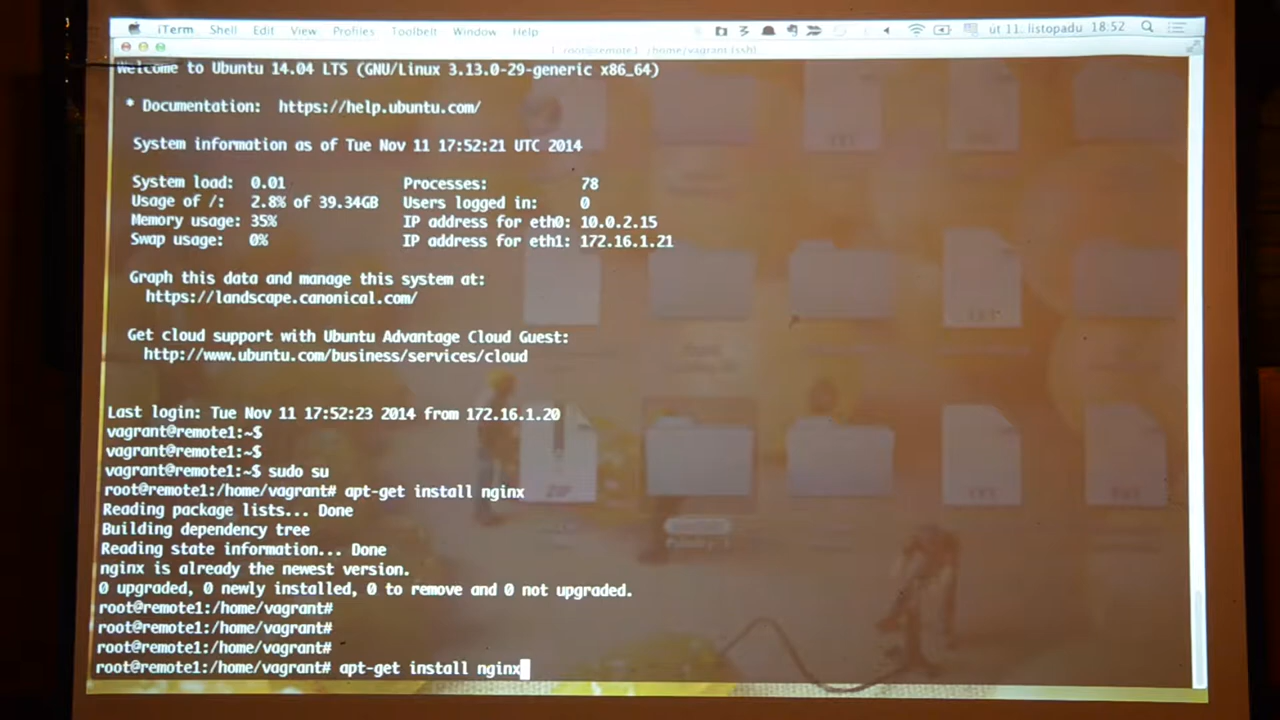 iTerm Shell Edit View Profiles Toolbelt Window Help út 11. listopadu 18:52
1. root@remote1: /home/vagrant (ssh)
Welcome to Ubuntu 14.04 LTS (GNU/Linux 3.13.0-29-generic x86_64)
* Documentation: https://help.ubuntu.com/
System information as of Tue Nov 11 17:52:21 UTC 2014
System load: 0.01 Processes: 78
Usage of /: 2.8% of 39.34GB Users logged in: 0
Memory usage: 35% IP address for eth0: 10.0.2.15
Swap usage: 0% IP address for eth1: 172.16.1.21
Graph this data and manage this system at:
https://landscape.canonical.com/
Get cloud support with Ubuntu Advantage Cloud Guest:
http://www.ubuntu.com/business/services/cloud
Last login: Tue Nov 11 17:52:23 2014 from 172.16.1.20
vagrant@remote1:~$
vagrant@remote1:~$
vagrant@remote1:~$ sudo su
root@remote1:/home/vagrant# apt-get install nginx
Reading package lists... Done
Building dependency tree
Reading state information... Done
nginx is already the newest version.
0 upgraded, 0 newly installed, 0 to remove and 0 not upgraded.
root@remote1:/home/vagrant#
root@remote1:/home/vagrant#
root@remote1:/home/vagrant#
root@remote1:/home/vagrant# apt-get install nginx
ZIP